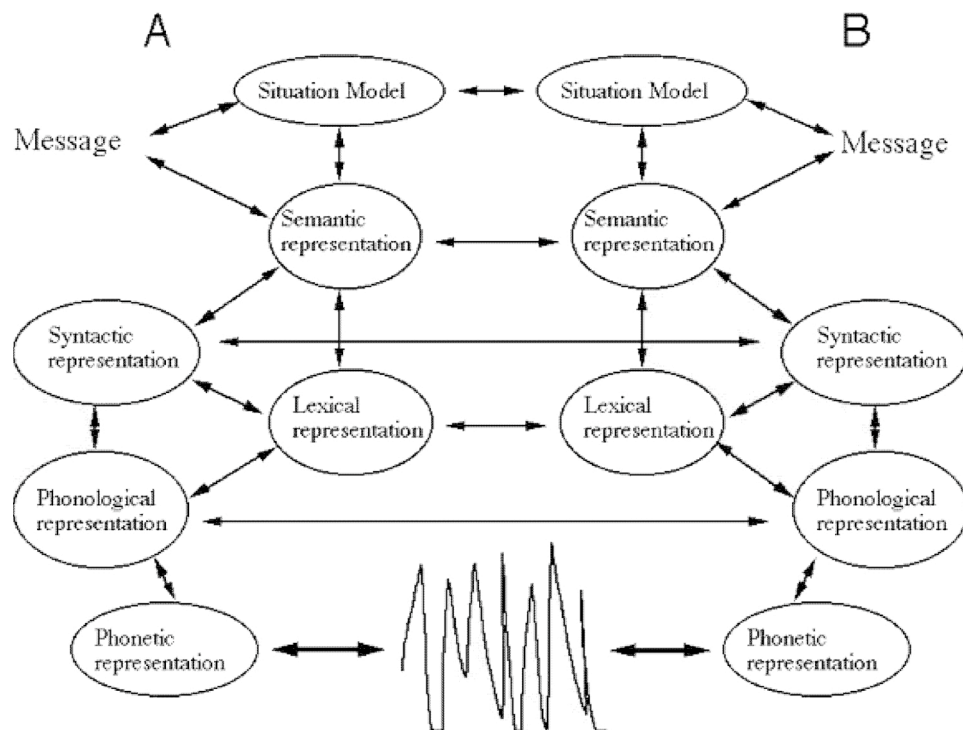 A
B
Situation Model
Situation Model
Message
Message
Semantic
representation
Semantic
representation
Syntactic
representation
Syntactic
representation
Lexical
representation
Lexical
representation
Phonological
representation
Phonological
representation
Phonetic
representation
Phonetic
representation